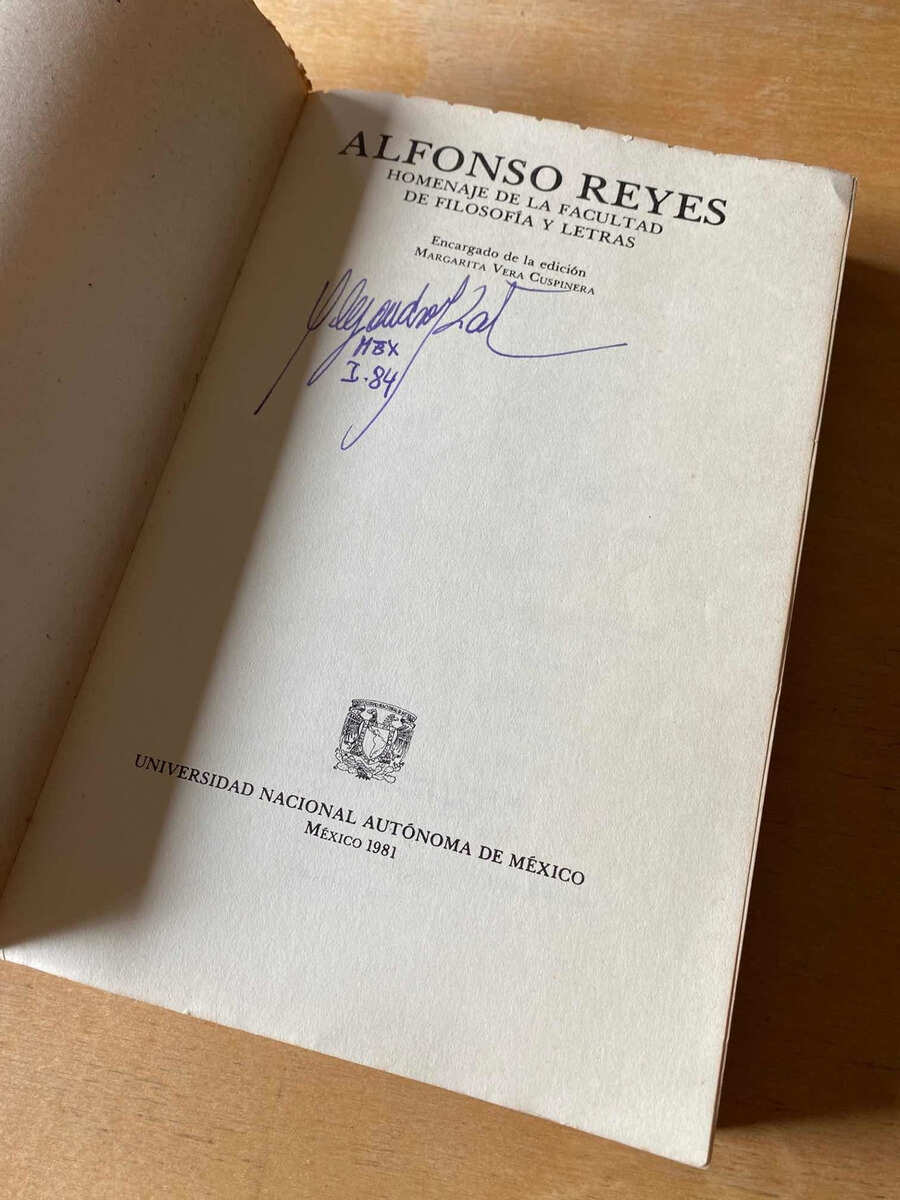 ALFONSO REYES
HOMENAJE DE LA FACULTAD
DE FILOSOFÍA Y LETRAS
Encargado de la edición
MARGARITA VERA CUSPINERA
MEX
I-84
UNIVERSIDAD NACIONAL AUTÓNOMA DE MÉXICO
MÉXICO 1981